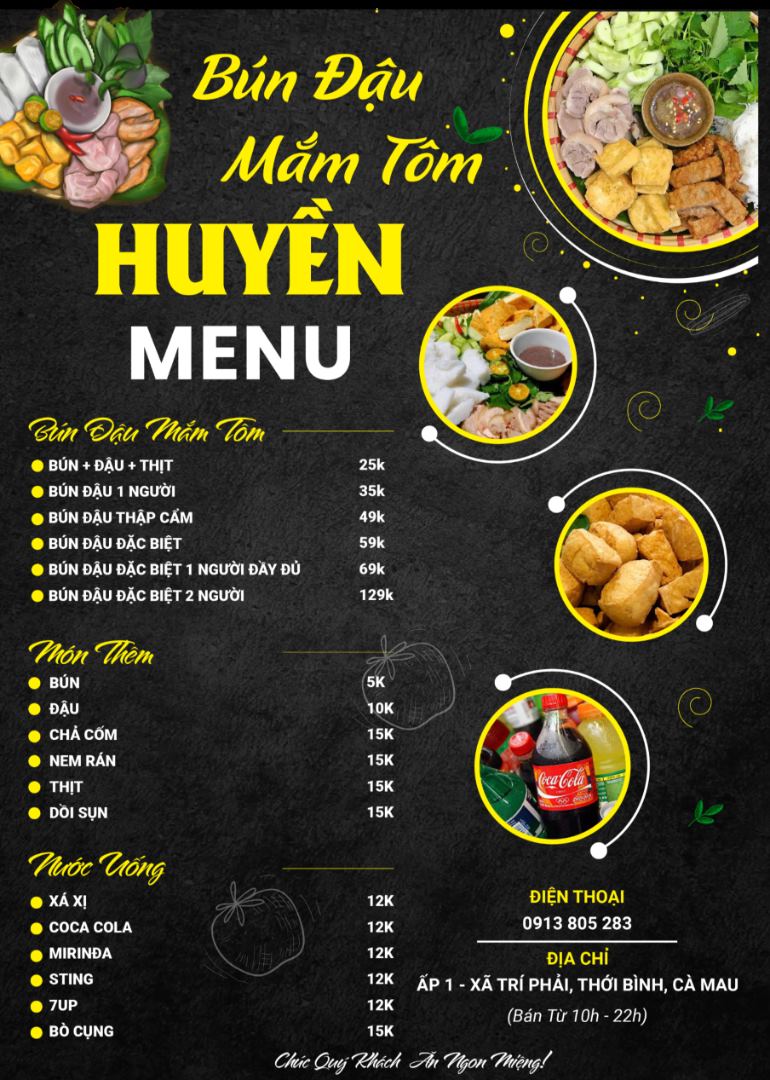 Bún Đậu
Mắm Tôm
HUYỀN
MENU
Bún Đậu Mắm Tôm
BÚN + ĐẬU + THỊT 25k
BÚN ĐẬU 1 NGƯỜI 35k
BÚN ĐẬU THẬP CẨM 49k
BÚN ĐẬU ĐẶC BIỆT 59k
BÚN ĐẬU ĐẶC BIỆT 1 NGƯỜI ĐẦY ĐỦ 69k
BÚN ĐẬU ĐẶC BIỆT 2 NGƯỜI 129k
Món Thêm
BÚN 5K
ĐẬU 10K
CHẢ CỐM 15K
NEM RÁN 15K
THỊT 15K
DỒI SỤN 15K
Coca-Cola
Nước Uống
XÁ XỊ 12K
COCA COLA 12K
MIRINĐA 12K
STING 12K
7UP 12K
BÒ CỤNG 15K
ĐIỆN THOẠI
0913 805 283
ĐỊA CHỈ
ẤP 1 - XÃ TRÍ PHẢI, THỚI BÌNH, CÀ MAU
(Bán Từ 10h - 22h)
Chúc Quý Khách Ăn Ngon Miệng!